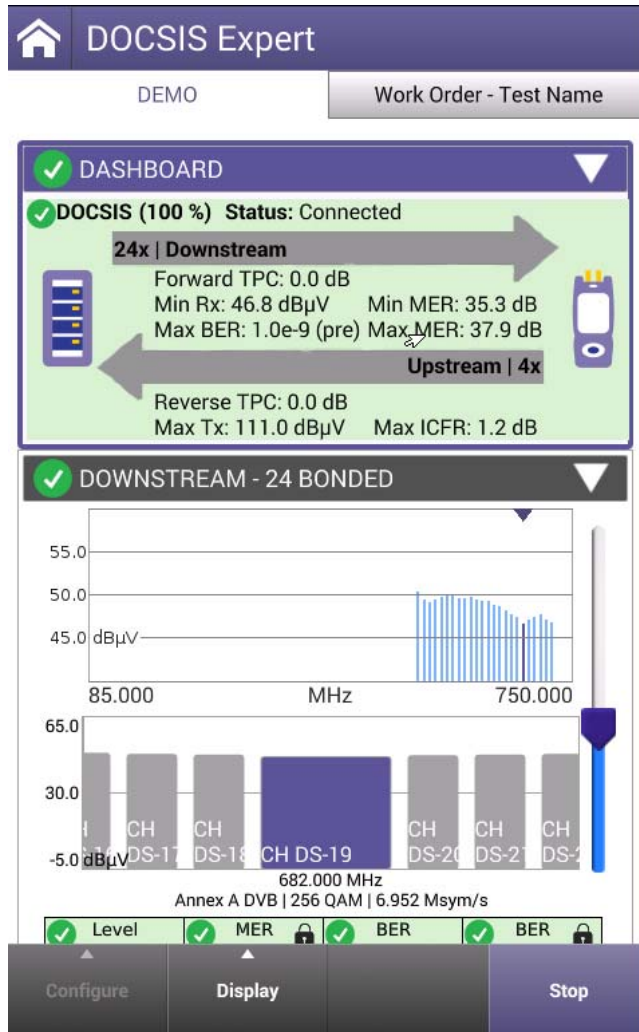 DOCSIS Expert
DEMO
Work Order - Test Name
DASHBOARD
DOCSIS (100 %) Status: Connected
24x | Downstream
Forward TPC: 0.0 dB
Min Rx: 46.8 dBµV Min MER: 35.3 dB
Max BER: 1.0e-9 (pre) Max MER: 37.9 dB
Upstream | 4x
Reverse TPC: 0.0 dB
Max Tx: 111.0 dBµV Max ICFR: 1.2 dB
DOWNSTREAM - 24 BONDED
55.0
50.0
45.0 dBµV
85.000 MHz 750.000
65.0
30.0
CH CH CH CH CH
-5.0 dBµV DS-17 DS-18 CH DS-19 DS-20 DS-21 DS-
682.000 MHz
Annex A DVB | 256 QAM | 6.952 Msym/s
Level MER BER BER
Configure Display Stop